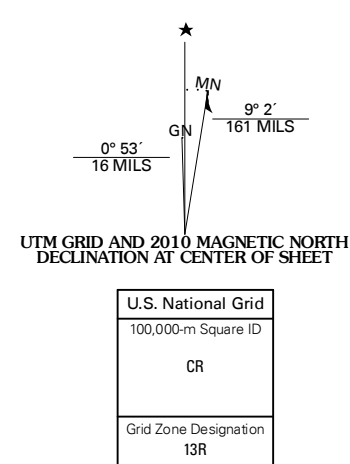 MN
GN
9° 2´
161 MILS
0° 53´
16 MILS
UTM GRID AND 2010 MAGNETIC NORTH
DECLINATION AT CENTER OF SHEET
U.S. National Grid
100,000-m Square ID
CR
Grid Zone Designation
13R